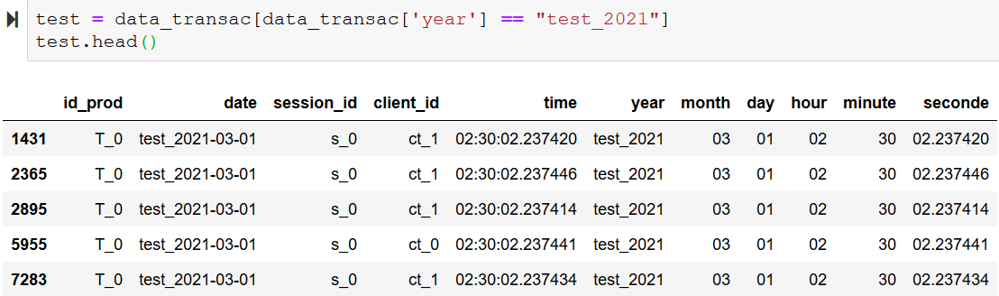 test = data_transac[data_transac['year'] == "test_2021"]
test.head()
id_prod date session_id client_id time year month day hour minute seconde
1431 T_0 test_2021-03-01 s_0 ct_1 02:30:02.237420 test_2021 03 01 02 30 02.237420
2365 T_0 test_2021-03-01 s_0 ct_1 02:30:02.237446 test_2021 03 01 02 30 02.237446
2895 T_0 test_2021-03-01 s_0 ct_1 02:30:02.237414 test_2021 03 01 02 30 02.237414
5955 T_0 test_2021-03-01 s_0 ct_0 02:30:02.237441 test_2021 03 01 02 30 02.237441
7283 T_0 test_2021-03-01 s_0 ct_1 02:30:02.237434 test_2021 03 01 02 30 02.237434